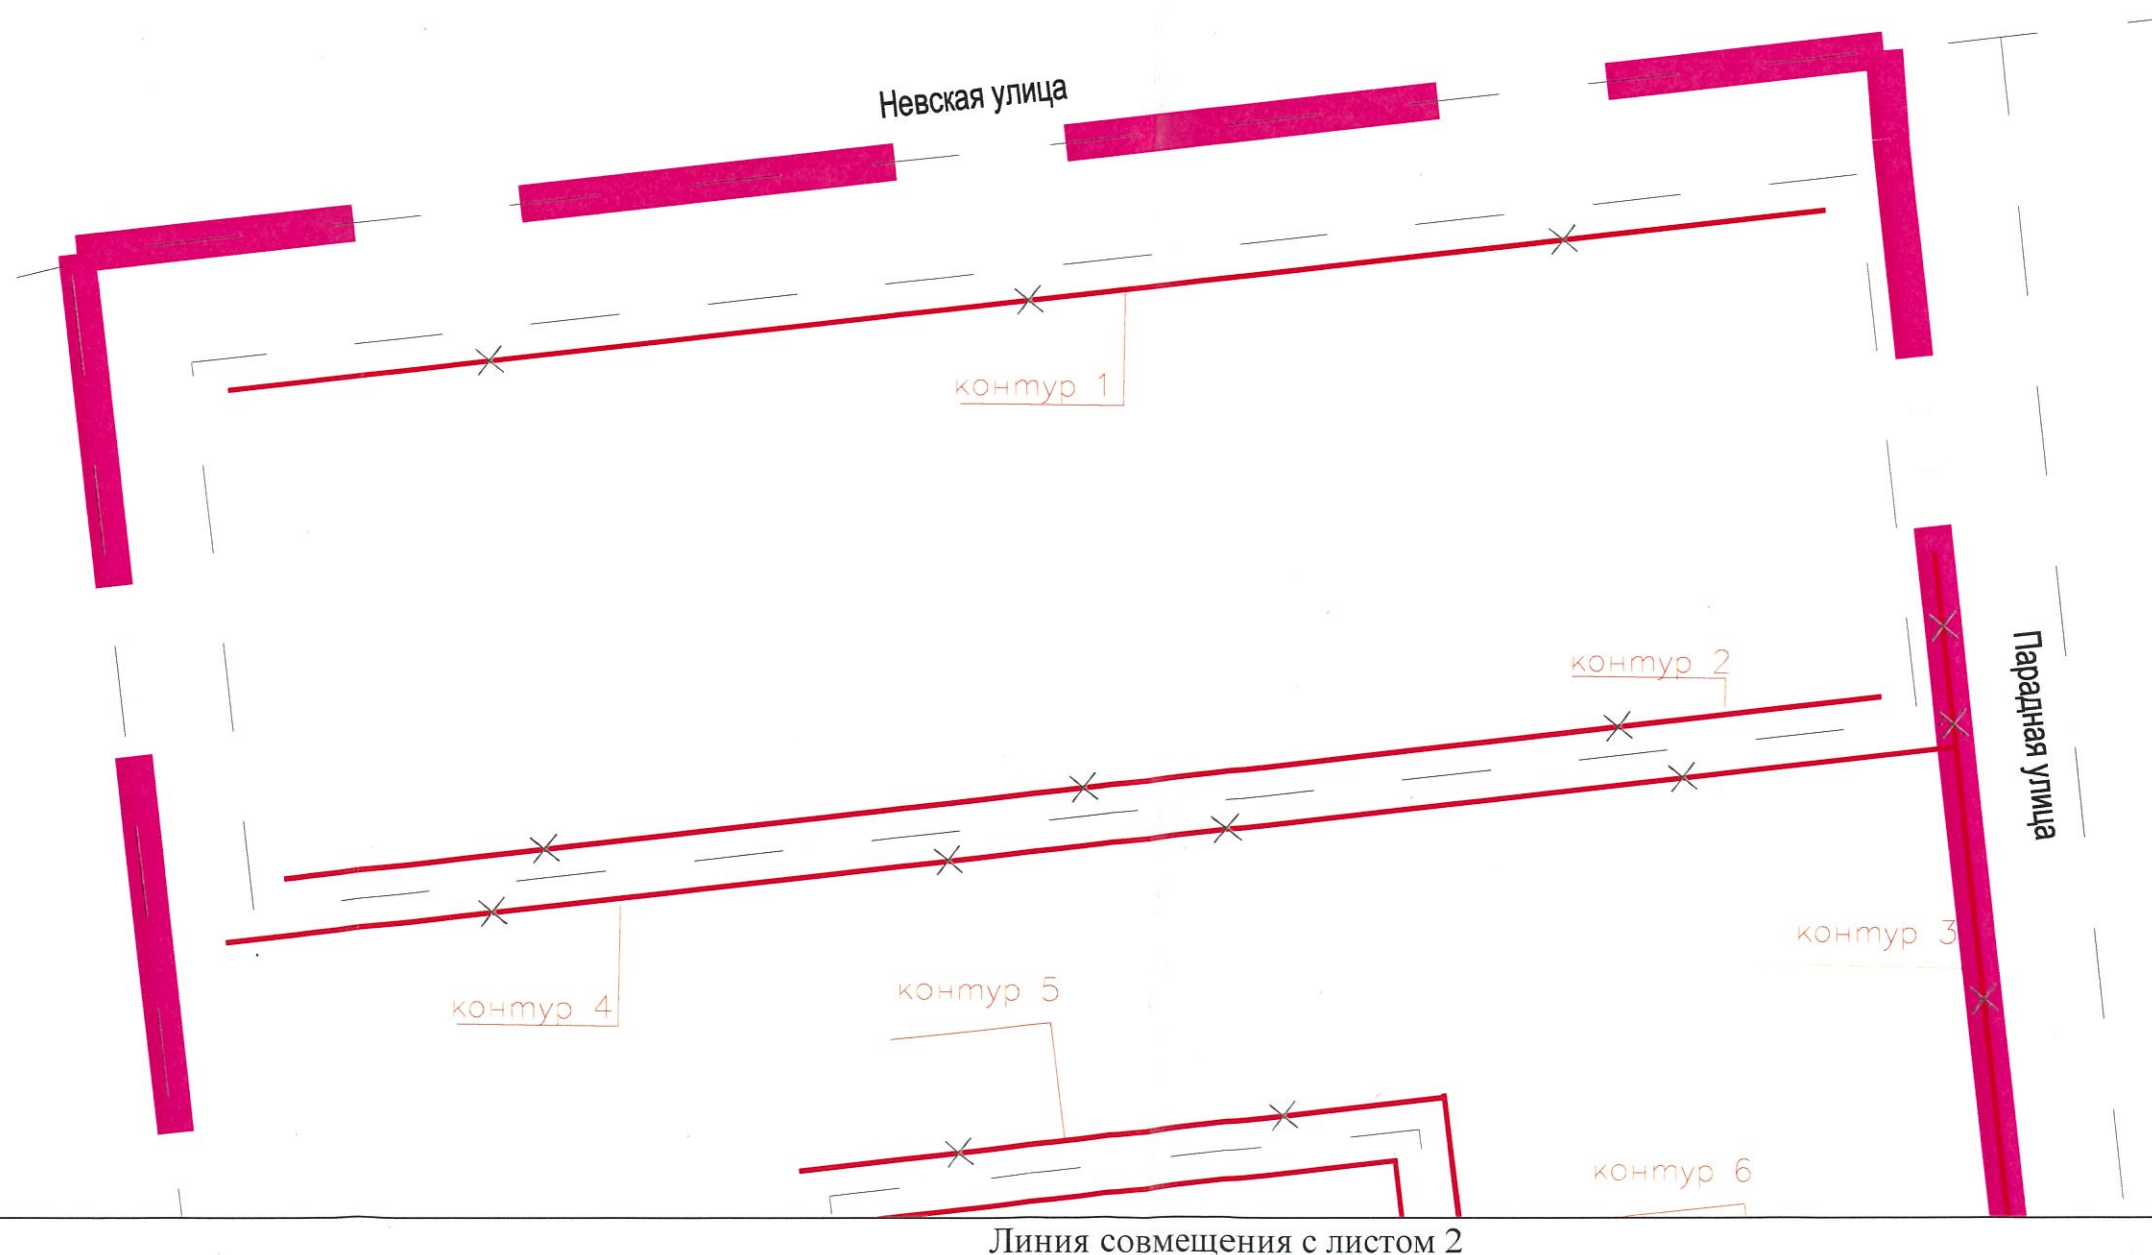 Невская улица
контур 1
контур 2
Парадная улица
контур 3
контур 4
контур 5
контур 6
Линия совмещения с листом 2